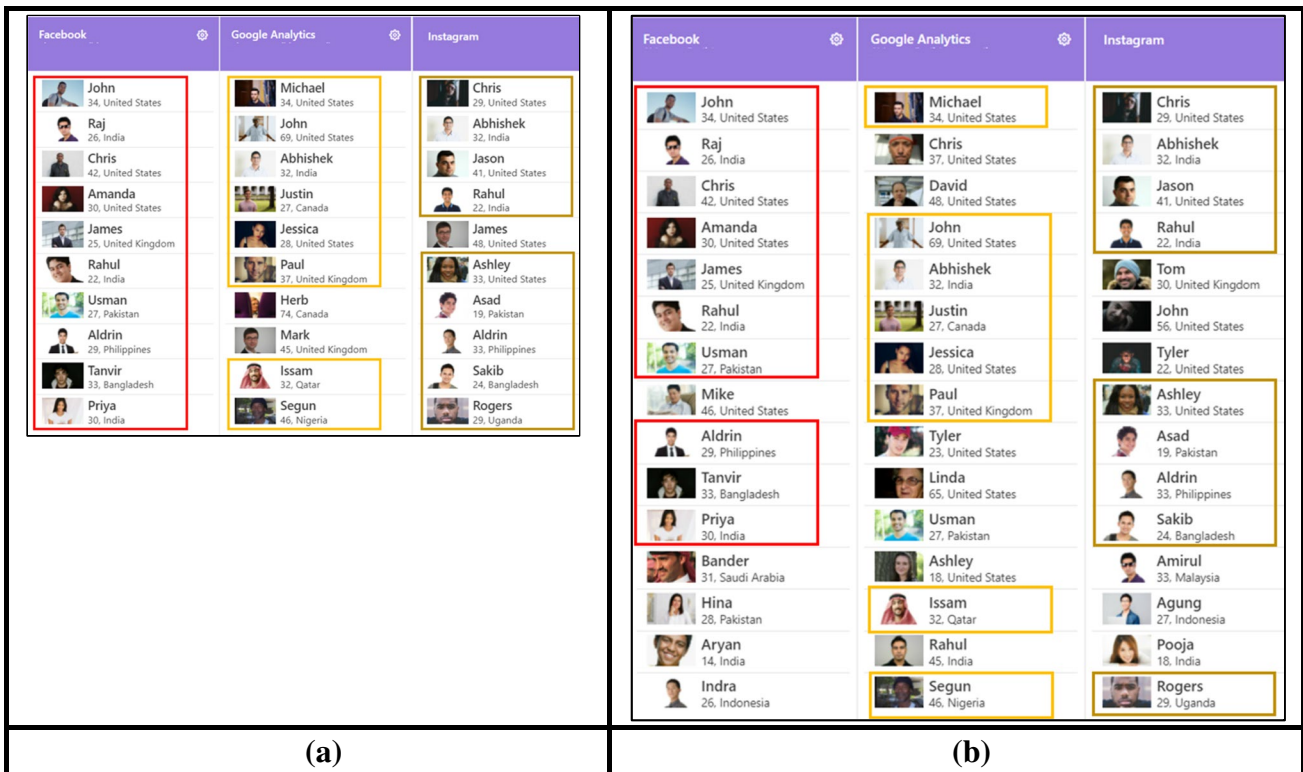 Facebook
John
34, United States
Raj
26, India
Chris
42, United States
Amanda
30, United States
James
25, United Kingdom
Rahul
22, India
Usman
27, Pakistan
Aldrin
29, Philippines
Tanvir
33, Bangladesh
Priya
30, India
Google Analytics
Michael
34, United States
John
69, United States
Abhishek
32, India
Justin
27, Canada
Jessica
28, United States
Paul
37, United Kingdom
Herb
74, Canada
Mark
45, United Kingdom
Issam
32, Qatar
Segun
46, Nigeria
Instagram
Chris
29, United States
Abhishek
32, India
Jason
41, United States
Rahul
22, India
James
48, United States
Ashley
33, United States
Asad
19, Pakistan
Aldrin
33, Philippines
Sakib
24, Bangladesh
Rogers
29, Uganda
(a)
Facebook
John
34, United States
Raj
26, India
Chris
42, United States
Amanda
30, United States
James
25, United Kingdom
Rahul
22, India
Usman
27, Pakistan
Mike
46, United States
Aldrin
29, Philippines
Tanvir
33, Bangladesh
Priya
30, India
Bander
31, Saudi Arabia
Hina
28, Pakistan
Aryan
14, India
Indra
26, Indonesia
Google Analytics
Michael
34, United States
Chris
37, United States
David
48, United States
John
69, United States
Abhishek
32, India
Justin
27, Canada
Jessica
28, United States
Paul
37, United Kingdom
Tyler
23, United States
Linda
65, United States
Usman
27, Pakistan
Ashley
18, United States
Issam
32, Qatar
Rahul
45, India
Segun
46, Nigeria
Instagram
Chris
29, United States
Abhishek
32, India
Jason
41, United States
Rahul
22, India
Tom
30, United Kingdom
John
56, United States
Tyler
22, United States
Ashley
33, United States
Asad
19, Pakistan
Aldrin
33, Philippines
Sakib
24, Bangladesh
Amirul
33, Malaysia
Agung
27, Indonesia
Pooja
18, India
Rogers
29, Uganda
(b)